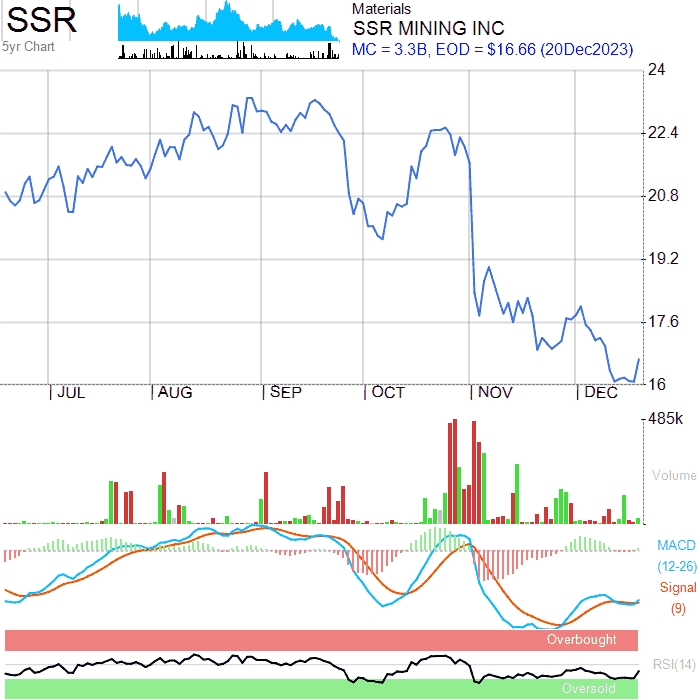 SSR
5yr Chart
Materials
SSR MINING INC
MC = 3.3B, EOD = $16.66 (20Dec2023)
24
22.4
20.8
19.2
17.6
16
JUL AUG SEP OCT NOV DEC
485k
Volume
MACD
(12-26)
Signal
(9)
Overbought
RSI(14)
Oversold